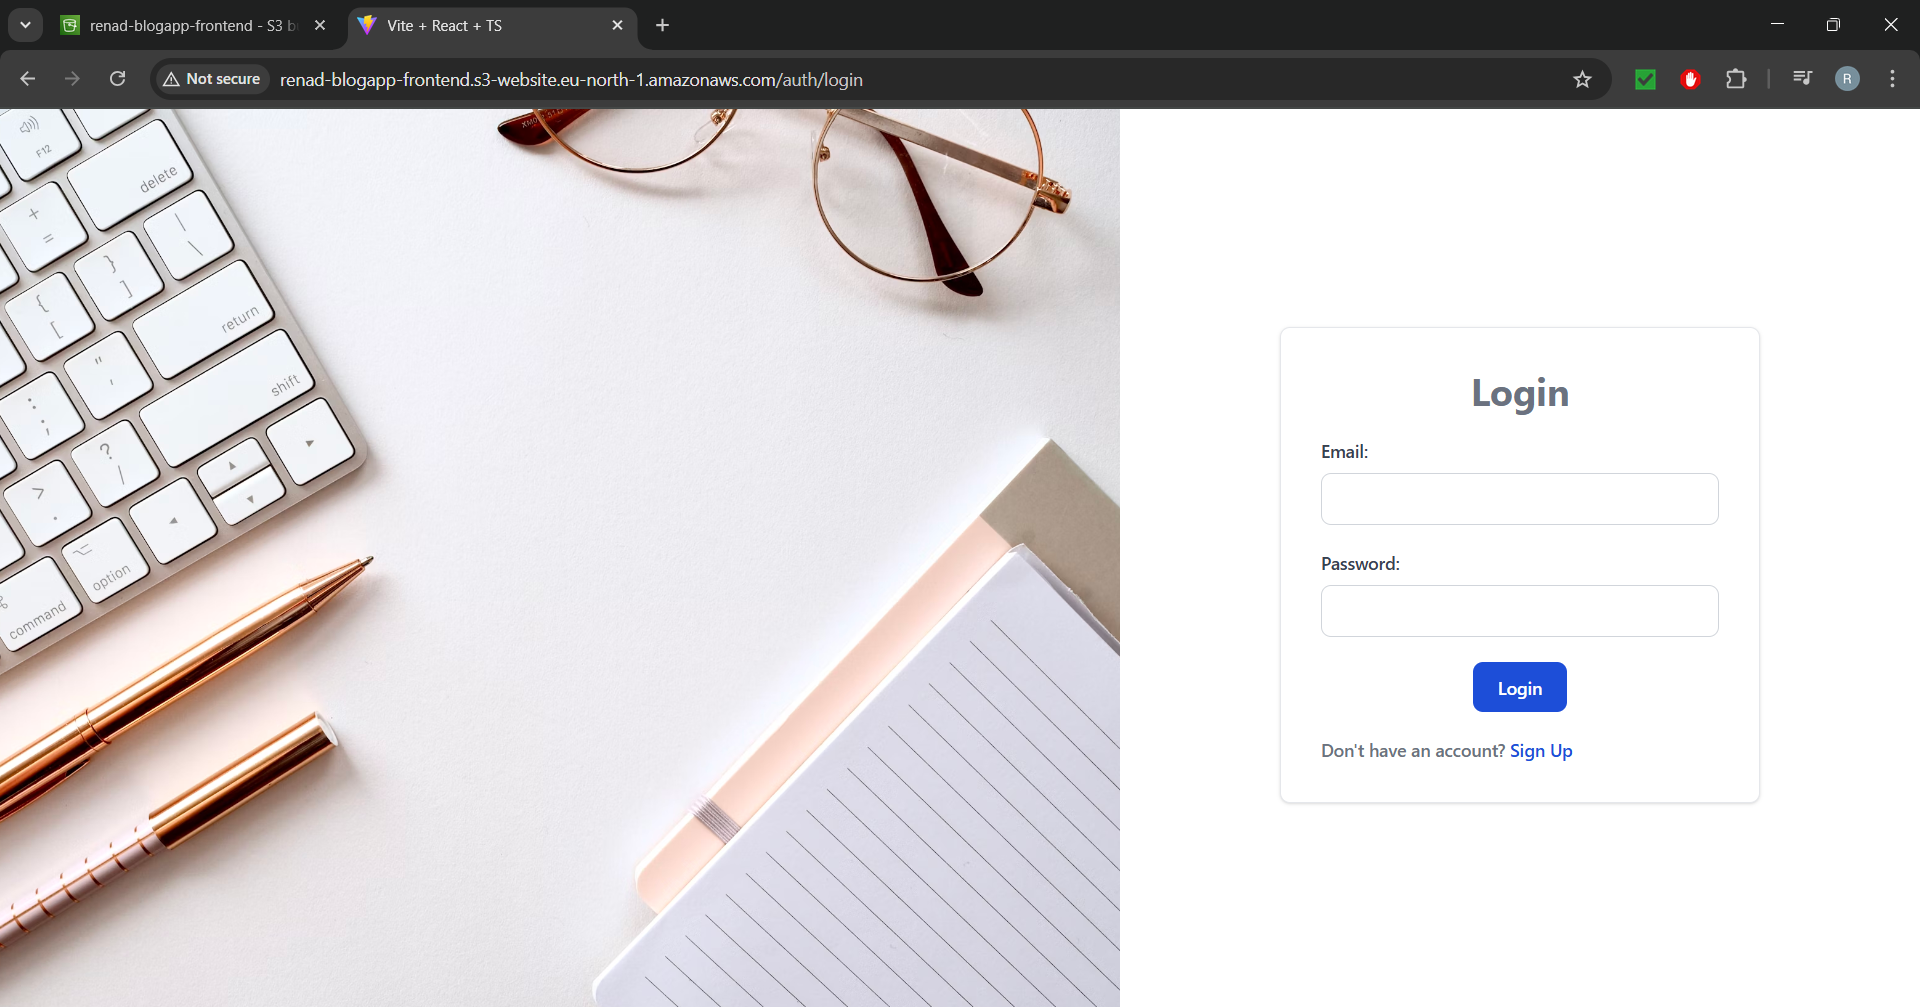 renad-blogapp-frontend - S3 b
Vite + React + TS
Not secure
renad-blogapp-frontend.s3-website.eu-north-1.amazonaws.com/auth/login
R
F12
delete
+
=
|
\
}
]
{
[
return
"
'
shift
:
;
?
/
>
.
option
command
Login
Email:
Password:
Login
Don't have an account? Sign Up